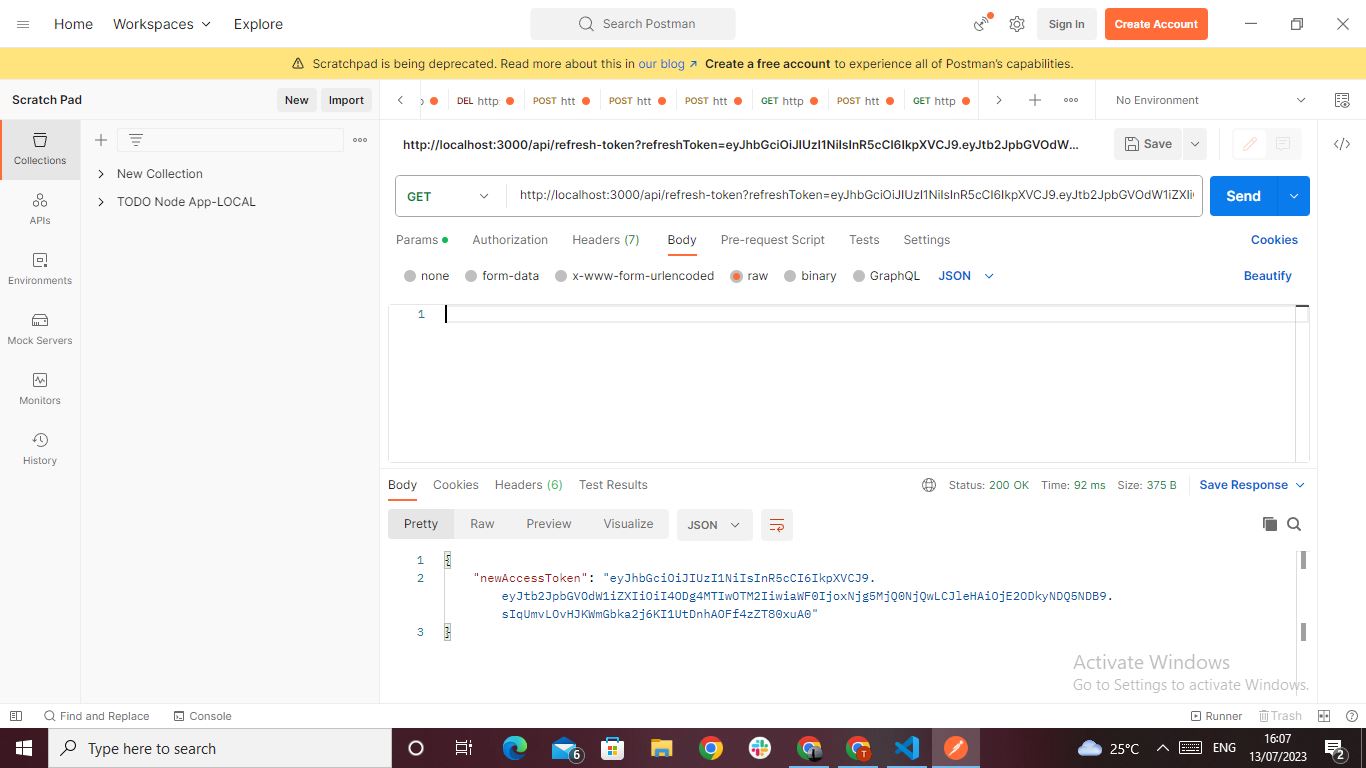 Home
Workspaces
Explore
Search Postman
Sign In
Create Account
Scratchpad is being deprecated. Read more about this in our blog ↗ Create a free account to experience all of Postman's capabilities.
Scratch Pad
New
Import
DEL http:
POST htt
POST htt
POST htt
GET http
POST htt
GET http
No Environment
Collections
APIs
Environments
Mock Servers
Monitors
History
New Collection
TODO Node App-LOCAL
http://localhost:3000/api/refresh-token?refreshToken=eyJhbGciOiJIUzI1NiIsInR5cCI6IkpXVCJ9.eyJtb2JpbGVOdW...
Save
GET
http://localhost:3000/api/refresh-token?refreshToken=eyJhbGciOiJIUzI1NiIsInR5cCI6IkpXVCJ9.eyJtb2JpbGVOdW1iZXIi
Send
Params
Authorization
Headers (7)
Body
Pre-request Script
Tests
Settings
Cookies
none
form-data
x-www-form-urlencoded
raw
binary
GraphQL
JSON
Beautify
1
Body
Cookies
Headers (6)
Test Results
Status: 200 OK
Time: 92 ms
Size: 375 B
Save Response
Pretty
Raw
Preview
Visualize
JSON
1 {
2 "newAccessToken": "eyJhbGciOiJIUzI1NiIsInR5cCI6IkpXVCJ9.
eyJtb2JpbGVOdW1iZXIiOiI4ODg4MTIwOTM2IiwiaWF0IjoxNjg5MjQ0NjQwLCJleHAiOjE2ODkyNDQ5NDB9.
sIqUmvLOvHJKWmGbka2j6KI1UtDnhAOFf4zZT80xuA0"
3 }
Activate Windows
Go to Settings to activate Windows.
Find and Replace
Console
Runner
Trash
Type here to search
6
T
25°C
ENG
16:07
13/07/2023
2